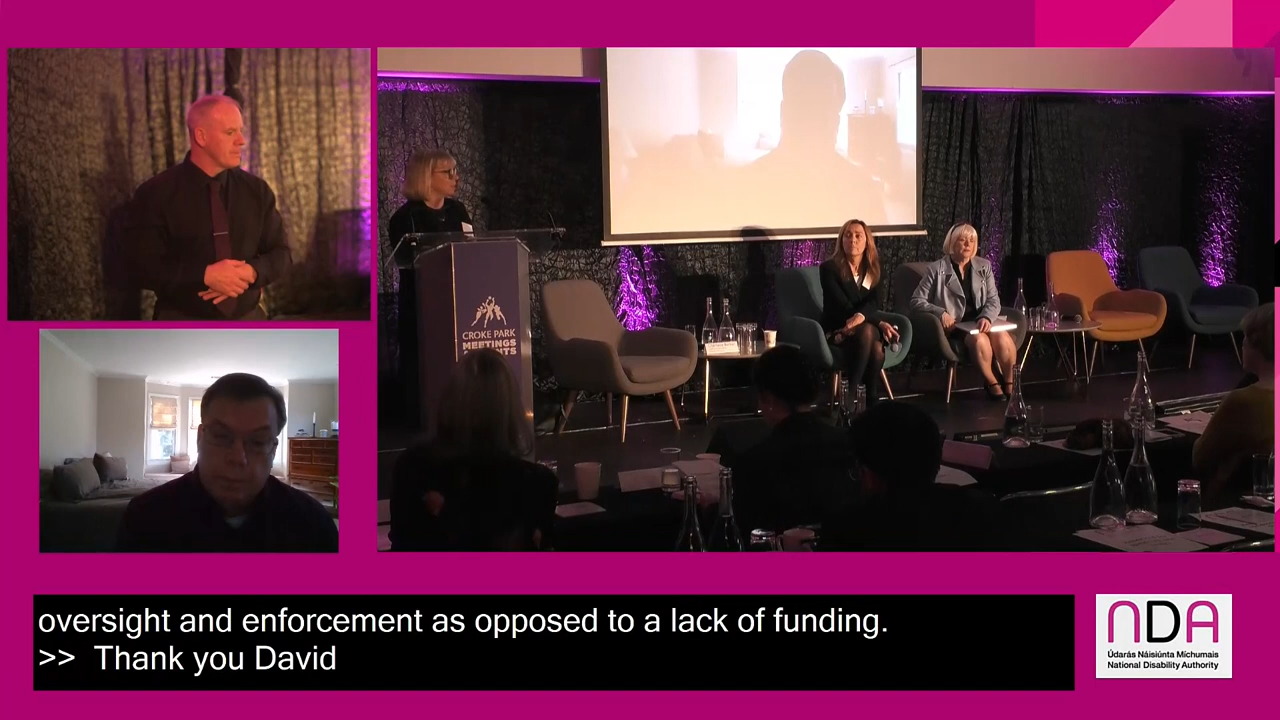 CROKE PARK
MEETINGS
oversight and enforcement as opposed to a lack of funding.
>> Thank you David
NDA
Údarás Náisiúnta Míchumais
National Disability Authority